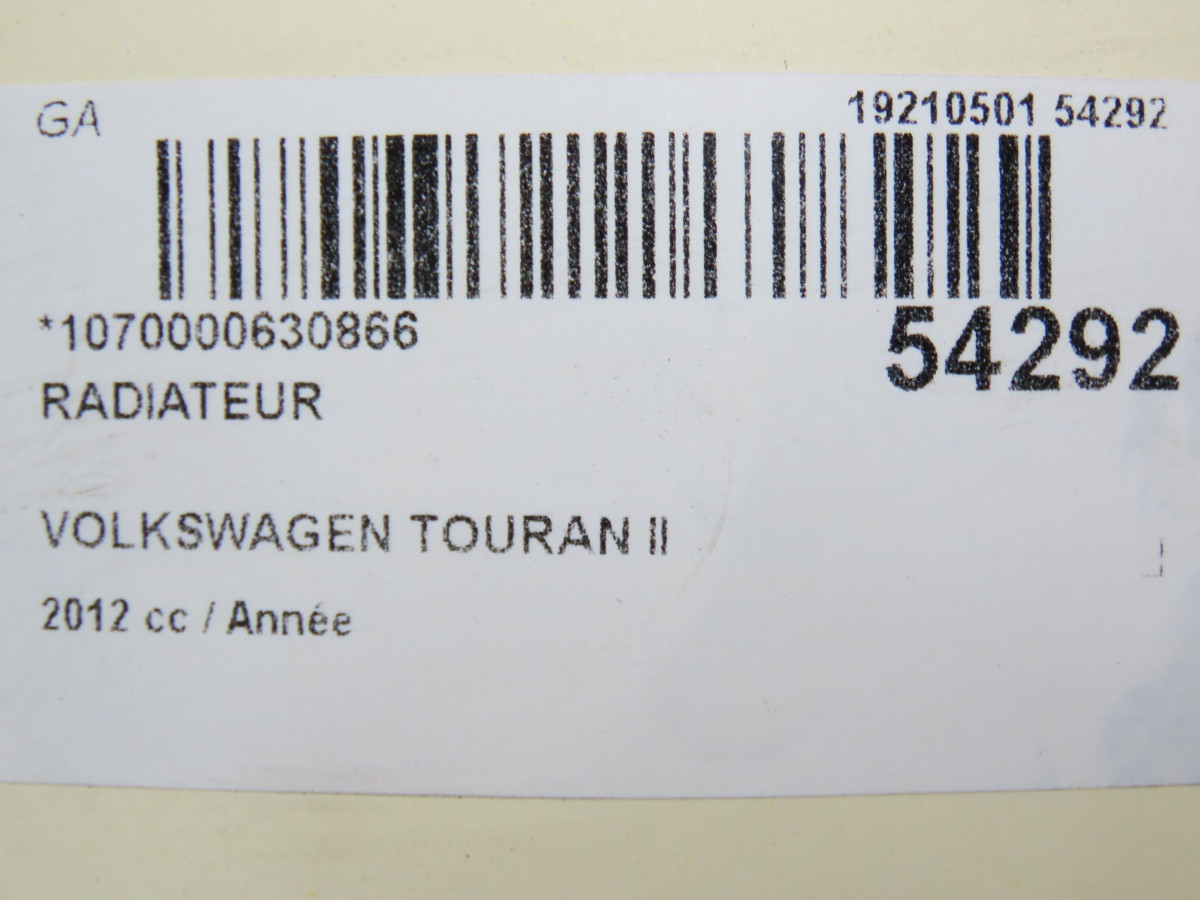 GA 19210501 54292
*1070000630866
54292
RADIATEUR
VOLKSWAGEN TOURAN II
2012 cc / Année